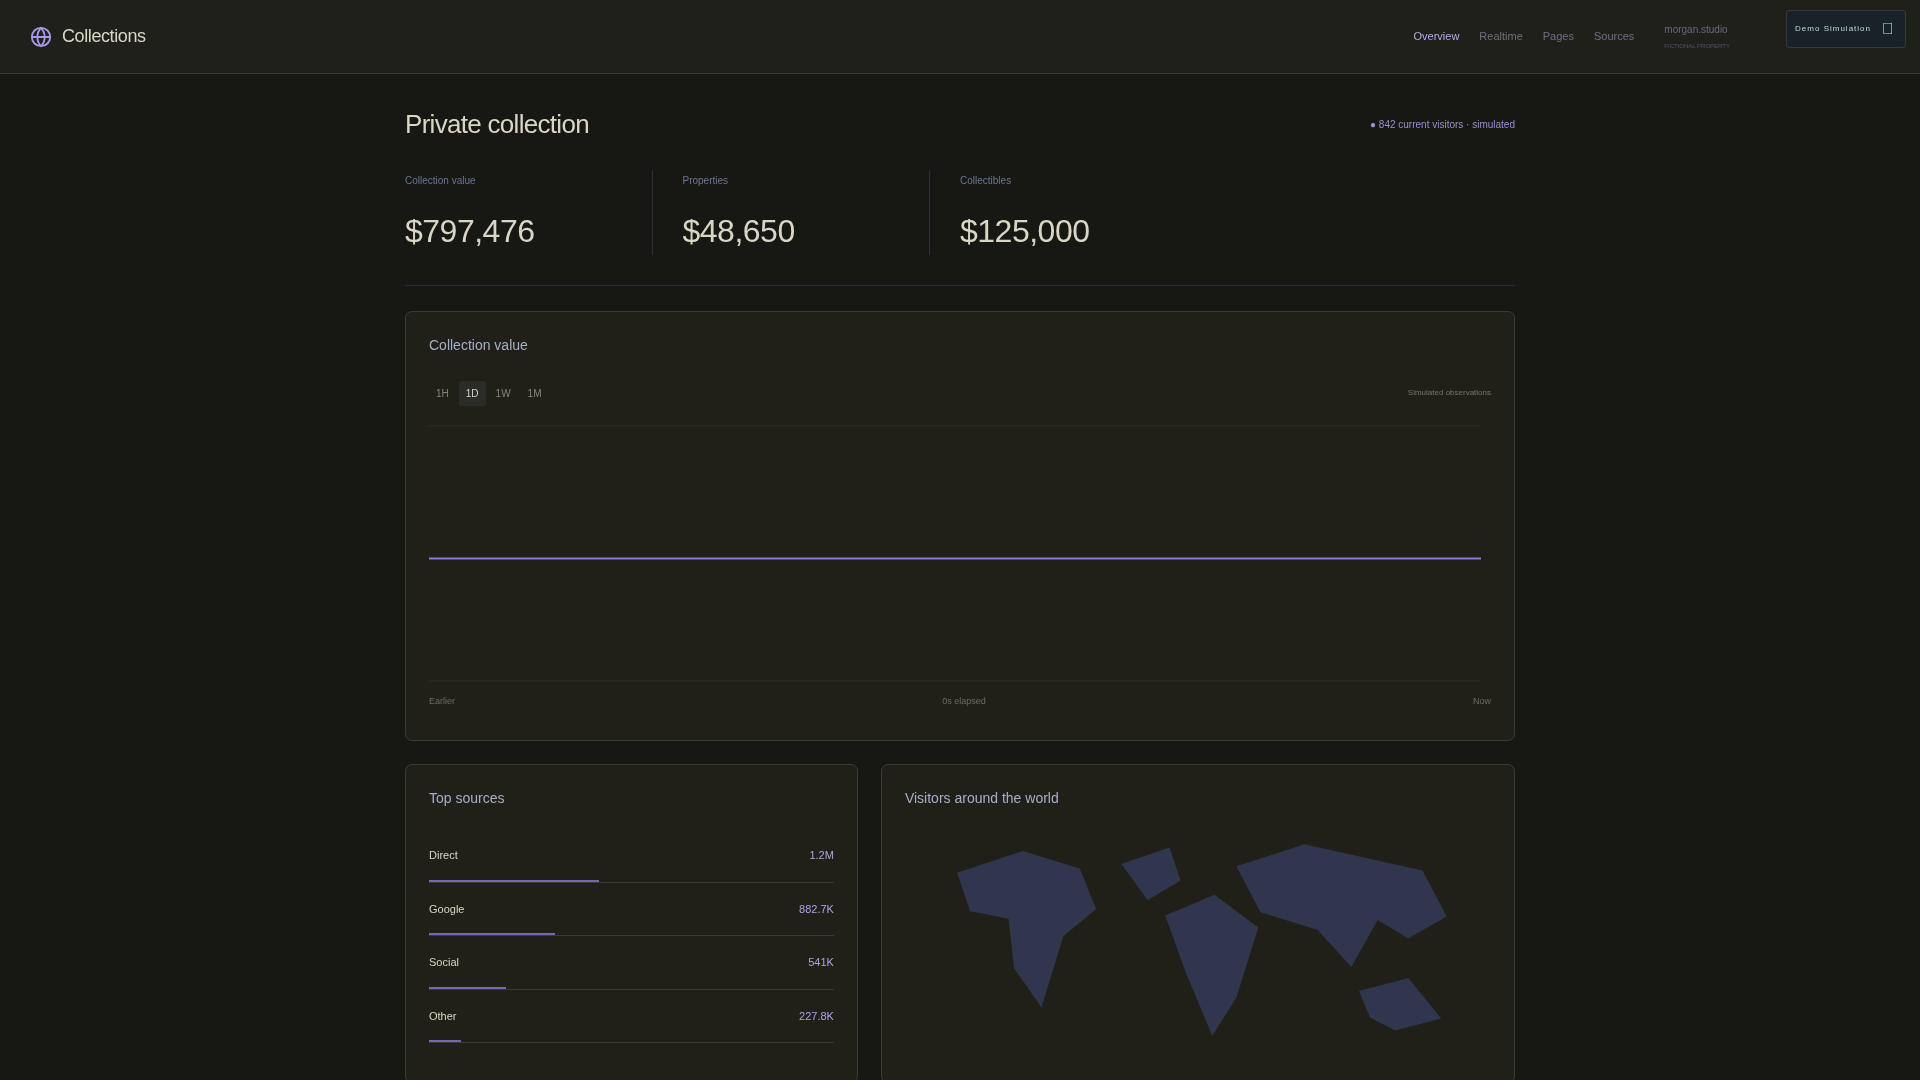 Collections
Overview
Realtime
Pages
Sources
morgan.studio
FICTIONAL PROPERTY
Demo Simulation
Private collection
● 842 current visitors · simulated
Collection value
$797,476
Properties
$48,650
Collectibles
$125,000
Collection value
1H
1D
1W
1M
Simulated observations
Earlier
0s elapsed
Now
Top sources
Direct
1.2M
Google
882.7K
Social
541K
Other
227.8K
Visitors around the world